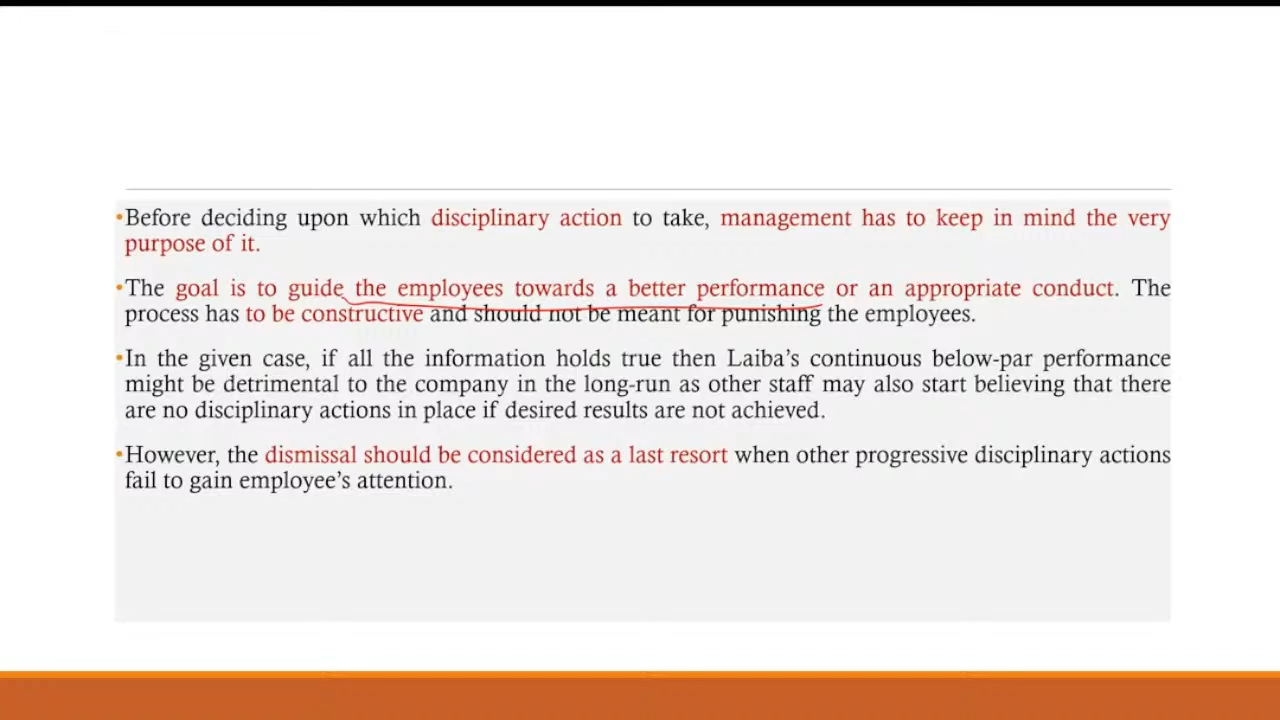 •Before deciding upon which disciplinary action to take, management has to keep in mind the very
purpose of it.
•The goal is to guide the employees towards a better performance or an appropriate conduct. The
process has to be constructive and should not be meant for punishing the employees.
•In the given case, if all the information holds true then Laiba’s continuous below-par performance
might be detrimental to the company in the long-run as other staff may also start believing that there
are no disciplinary actions in place if desired results are not achieved.
•However, the dismissal should be considered as a last resort when other progressive disciplinary actions
fail to gain employee’s attention.